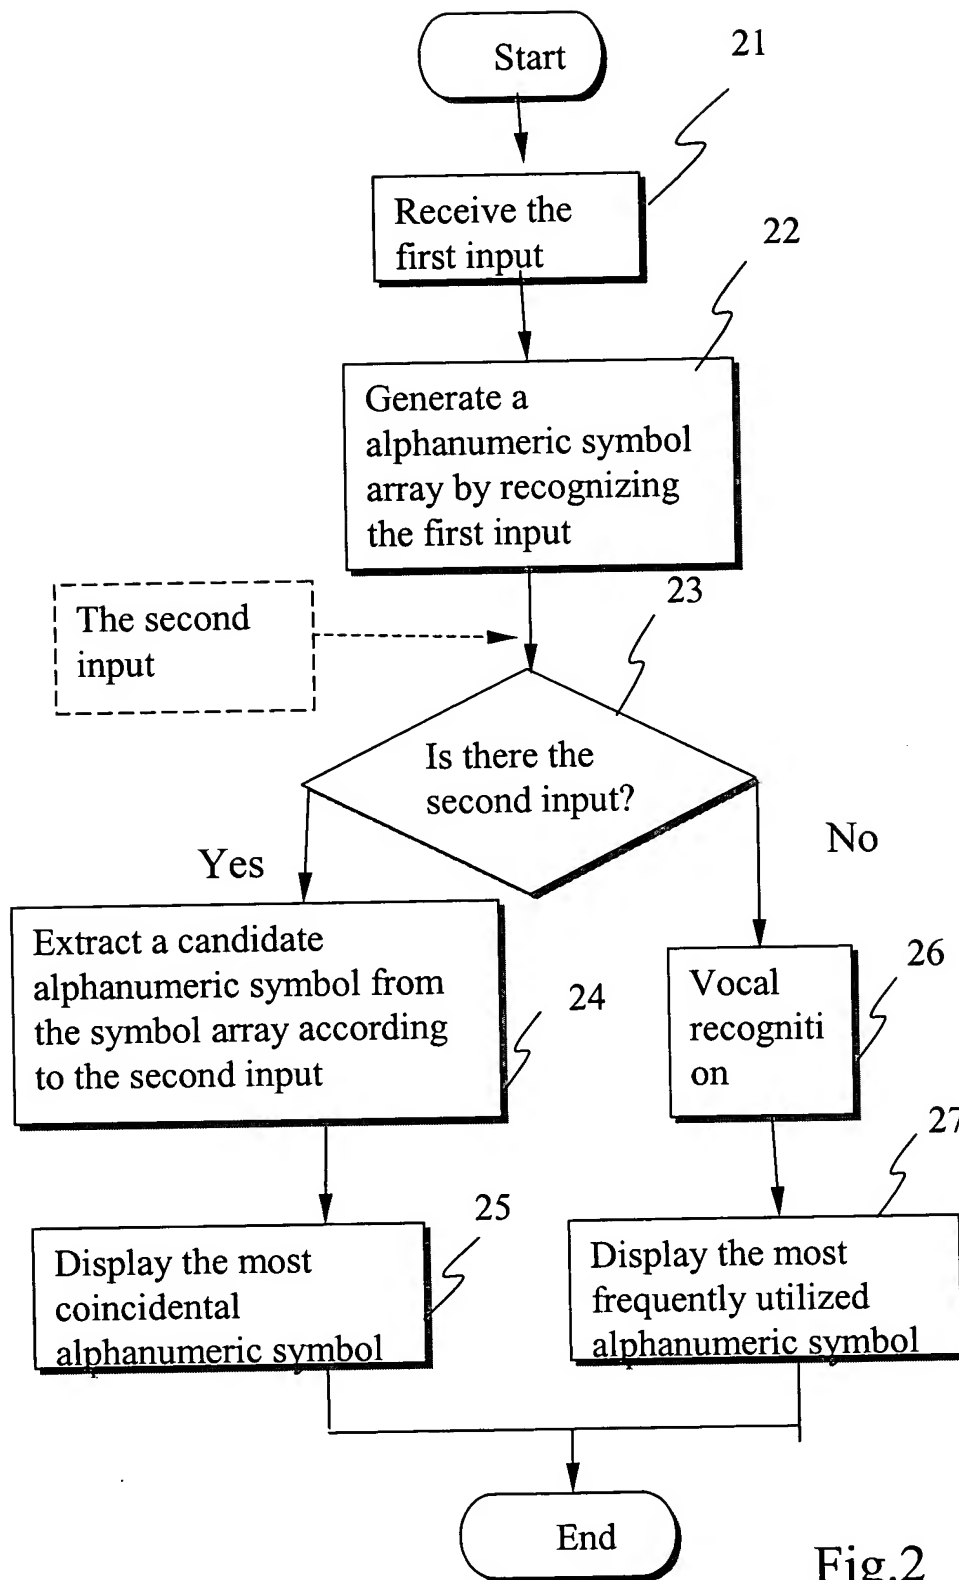 Start
21
Receive the
first input
22
Generate a
alphanumeric symbol
array by recognizing
the first input
23
The second
input
Is there the
second input?
Yes
No
Extract a candidate
alphanumeric symbol from
the symbol array according
to the second input
24
Vocal
recogniti
on
26
27
Display the most
coincidental
alphanumeric symbol
25
Display the most
frequently utilized
alphanumeric symbol
End
Fig.2